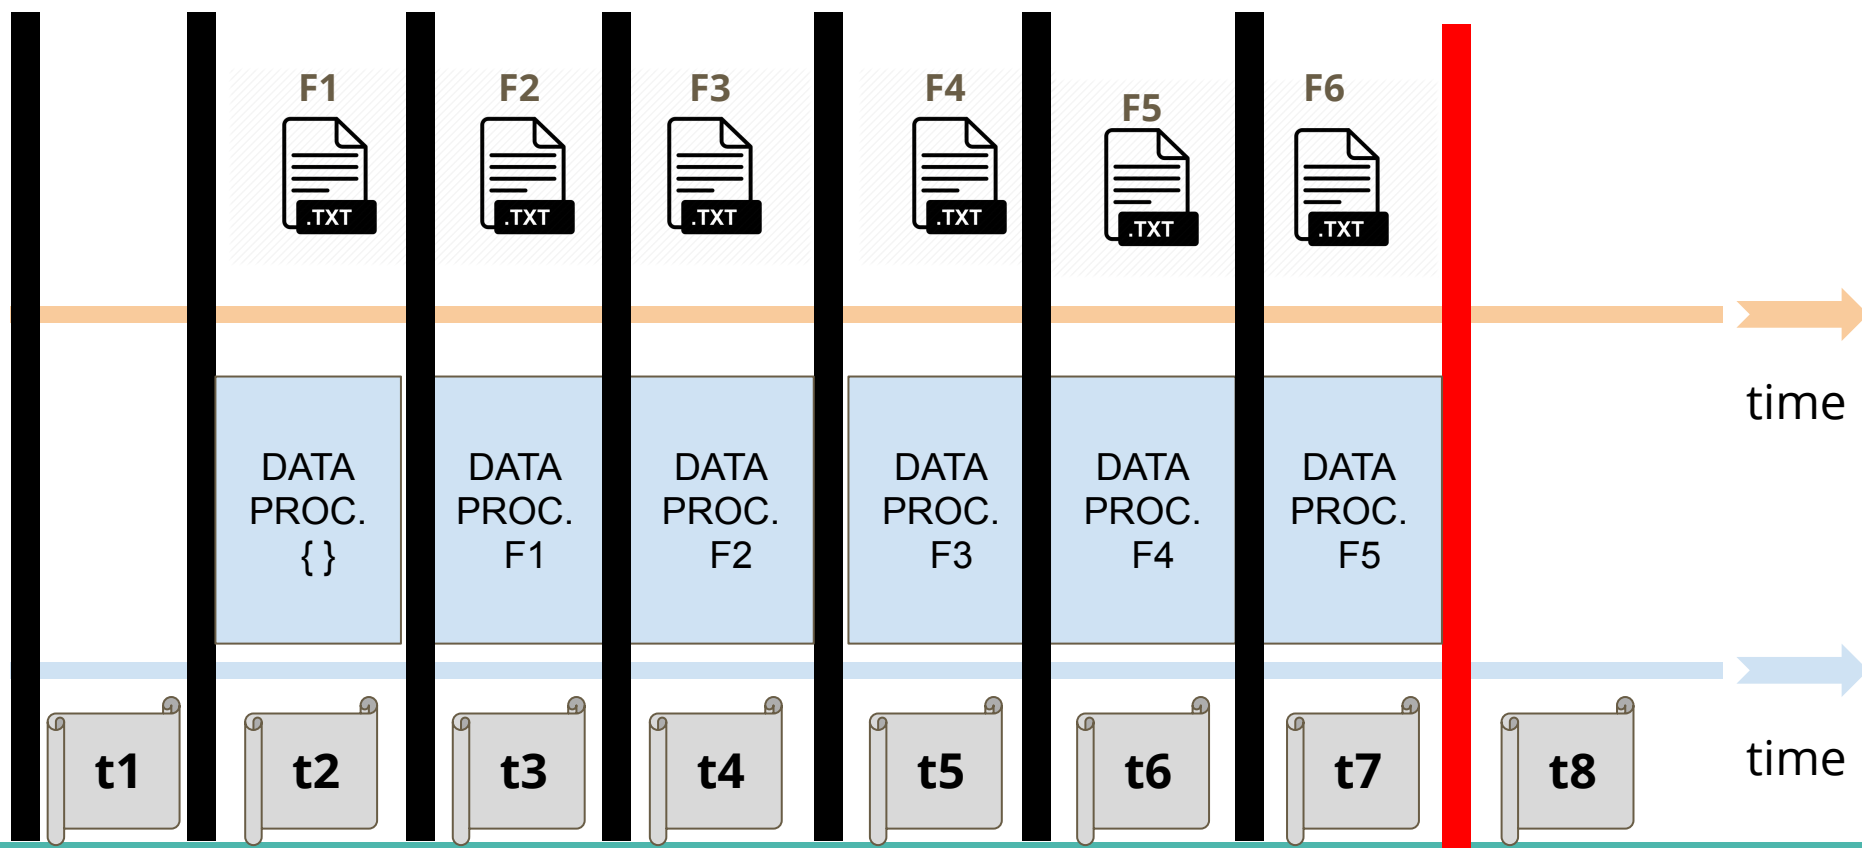 F1
F2
F3
F4
F5
F6
.TXT
.TXT
.TXT
.TXT
.TXT
.TXT
time
DATA
PROC.
{ }
DATA
PROC.
F1
DATA
PROC.
F2
DATA
PROC.
F3
DATA
PROC.
F4
DATA
PROC.
F5
time
t1
t2
t3
t4
t5
t6
t7
t8